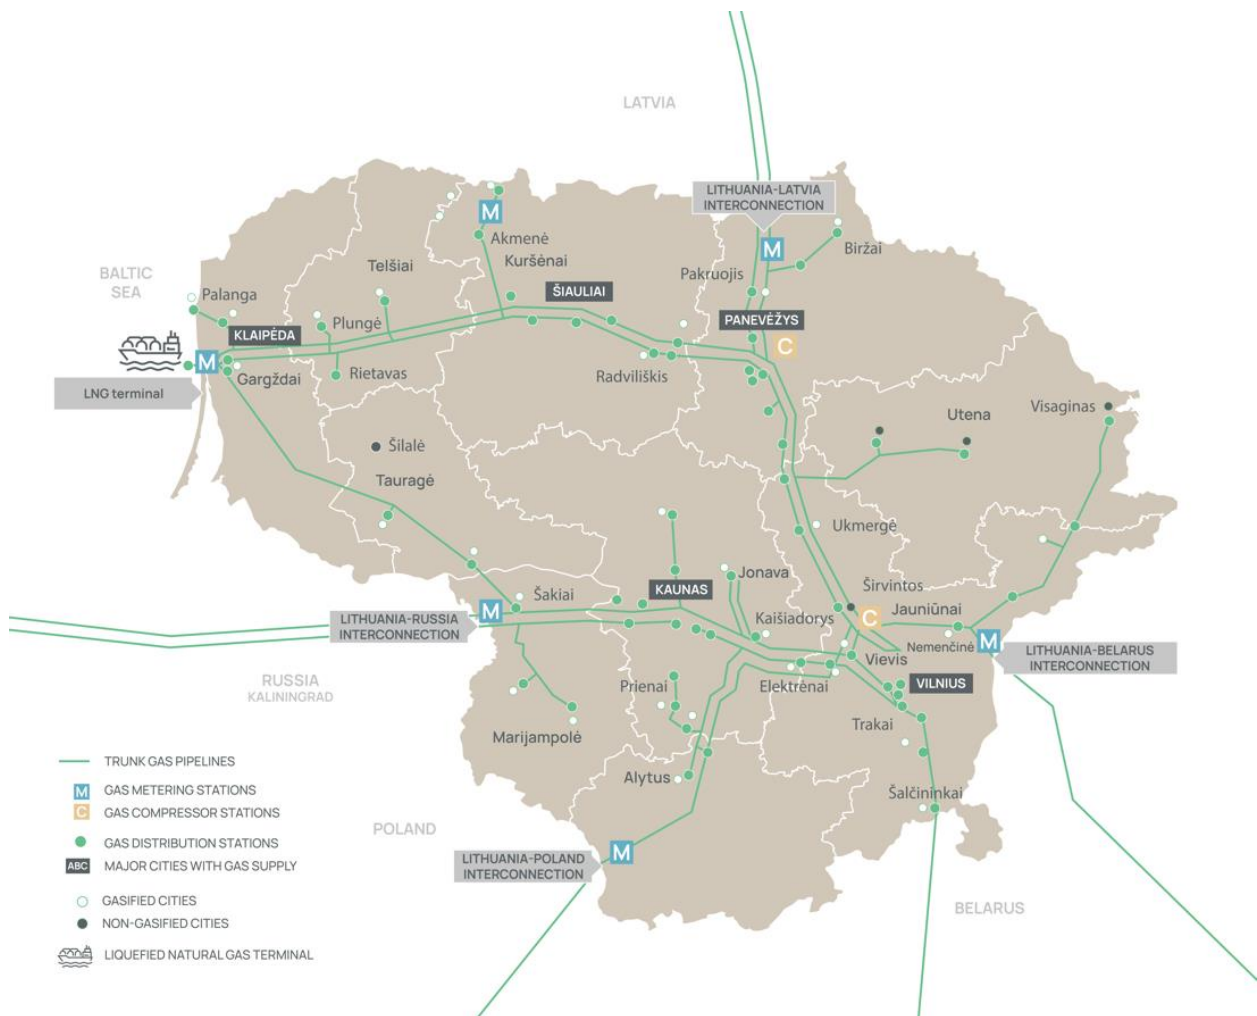 LATVIA
LITHUANIA-LATVIA
INTERCONNECTION
M
M
Akmenė
Biržai
Kuršėnai
Telšiai
BALTIC
SEA
Pakruojis
Palanga
ŠIAULIAI
PANEVĖŽYS
Plungė
KLAIPĖDA
C
M
Gargždai
Rietavas
Radviliškis
LNG terminal
Visaginas
Utena
Šilalė
Tauragė
Ukmergė
Jonava
Širvintos
KAUNAS
Šakiai
M
Jauniūnai
C
Kaišiadorys
LITHUANIA-RUSSIA
INTERCONNECTION
Nemenčinė
M
LITHUANIA-BELARUS
INTERCONNECTION
Vievis
RUSSIA
KALININGRAD
Prienai
Elektrėnai
VILNIUS
Trakai
Marijampolė
TRUNK GAS PIPELINES
Alytus
M
GAS METERING STATIONS
Šalčininkai
C
GAS COMPRESSOR STATIONS
POLAND
GAS DISTRIBUTION STATIONS
M
LITHUANIA-POLAND
INTERCONNECTION
ABC
MAJOR CITIES WITH GAS SUPPLY
GASIFIED CITIES
BELARUS
NON-GASIFIED CITIES
LIQUEFIED NATURAL GAS TERMINAL